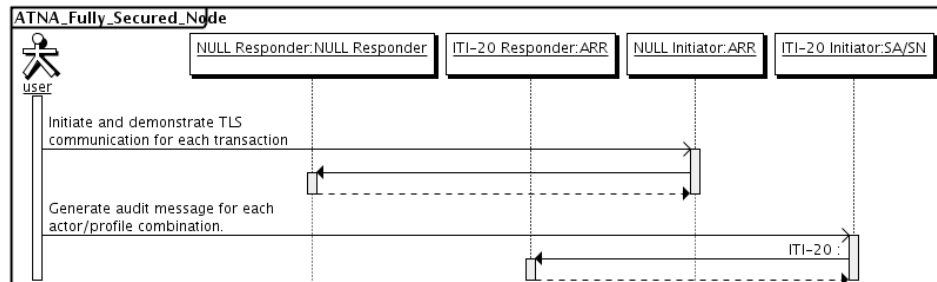 ATNA_Fully_Secured_Node
NULL Responder:NULL Responder
ITI-20 Responder:ARR
NULL Initiator:ARR
ITI-20 Initiator:SA/SN
user
Initiate and demonstrate TLS
communication for each transaction
Generate audit message for each
actor/profile combination.
ITI-20 :